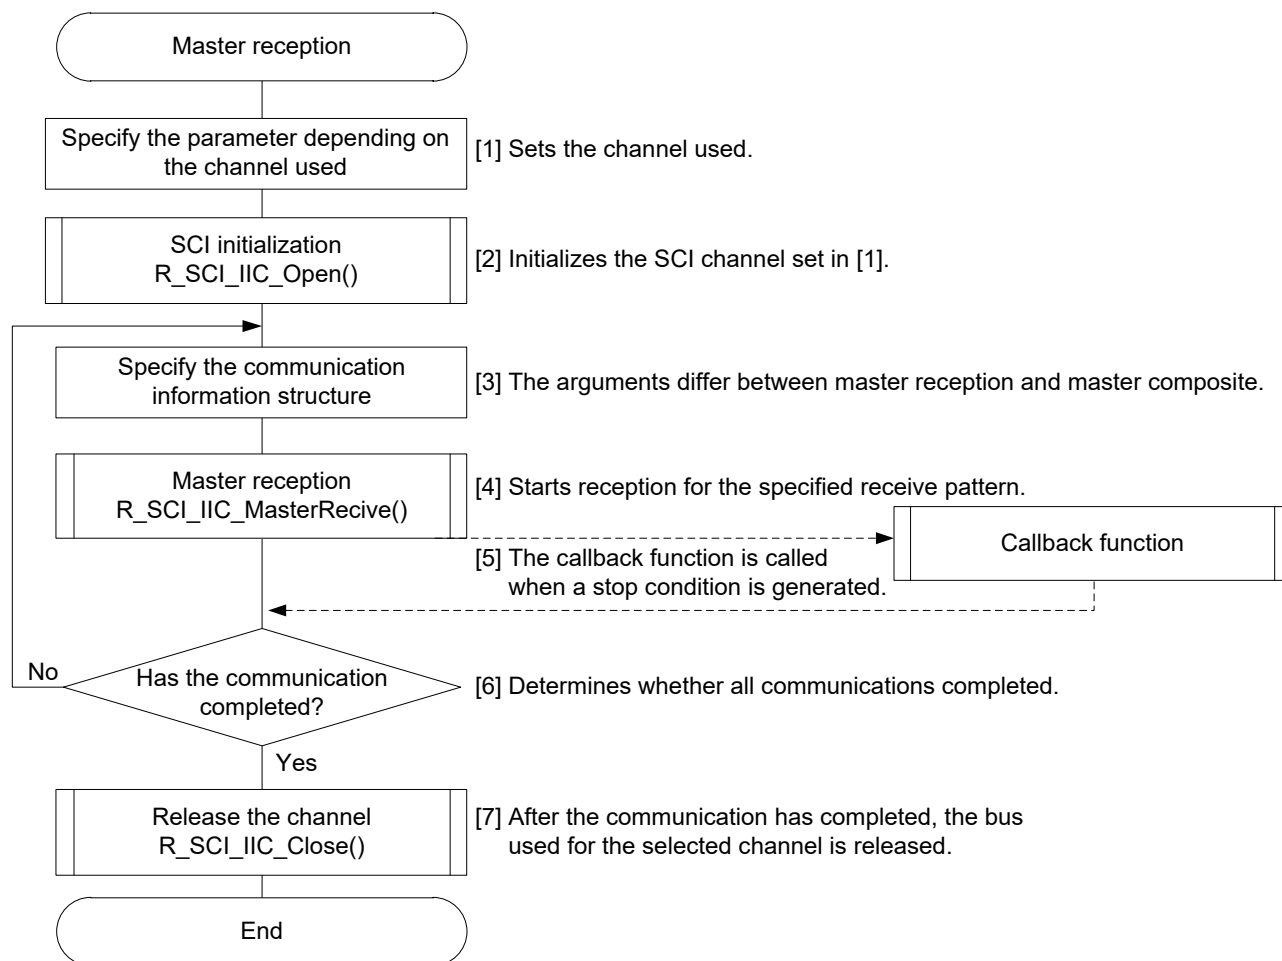 Master reception
Specify the parameter depending on
the channel used
[1] Sets the channel used.
SCI initialization
R_SCI_IIC_Open()
[2] Initializes the SCI channel set in [1].
Specify the communication
information structure
[3] The arguments differ between master reception and master composite.
Master reception
R_SCI_IIC_MasterRecive()
[4] Starts reception for the specified receive pattern.
[5] The callback function is called
when a stop condition is generated.
Callback function
No
Has the communication
completed?
[6] Determines whether all communications completed.
Yes
Release the channel
R_SCI_IIC_Close()
[7] After the communication has completed, the bus
used for the selected channel is released.
End